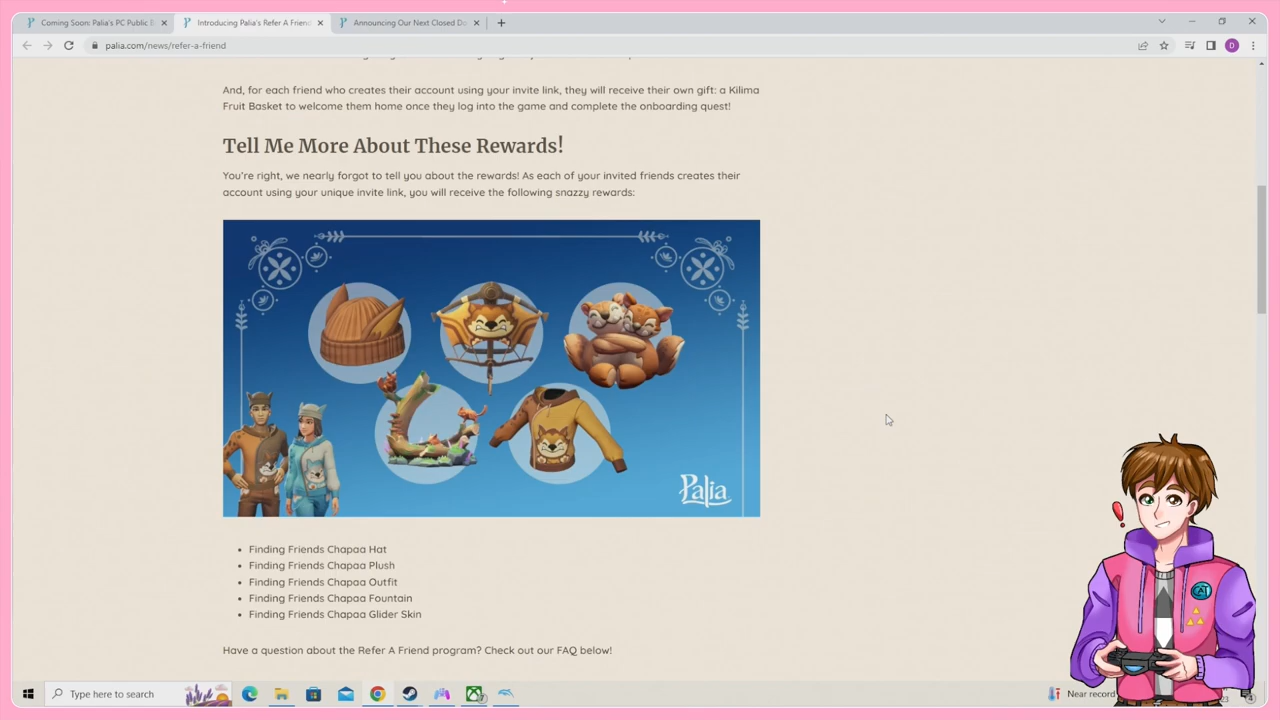 Coming Soon: Palia's PC Public B
Introducing Palia's Refer A Friend
Announcing Our Next Closed Do
palia.com/news/refer-a-friend
D
And, for each friend who creates their account using your invite link, they will receive their own gift: a Kilima
Fruit Basket to welcome them home once they log into the game and complete the onboarding quest!
Tell Me More About These Rewards!
You're right, we nearly forgot to tell you about the rewards! As each of your invited friends creates their
account using your unique invite link, you will receive the following snazzy rewards:
Palia
• Finding Friends Chapaa Hat
• Finding Friends Chapaa Plush
• Finding Friends Chapaa Outfit
• Finding Friends Chapaa Fountain
• Finding Friends Chapaa Glider Skin
Have a question about the Refer A Friend program? Check out our FAQ below!
Type here to search
Near record